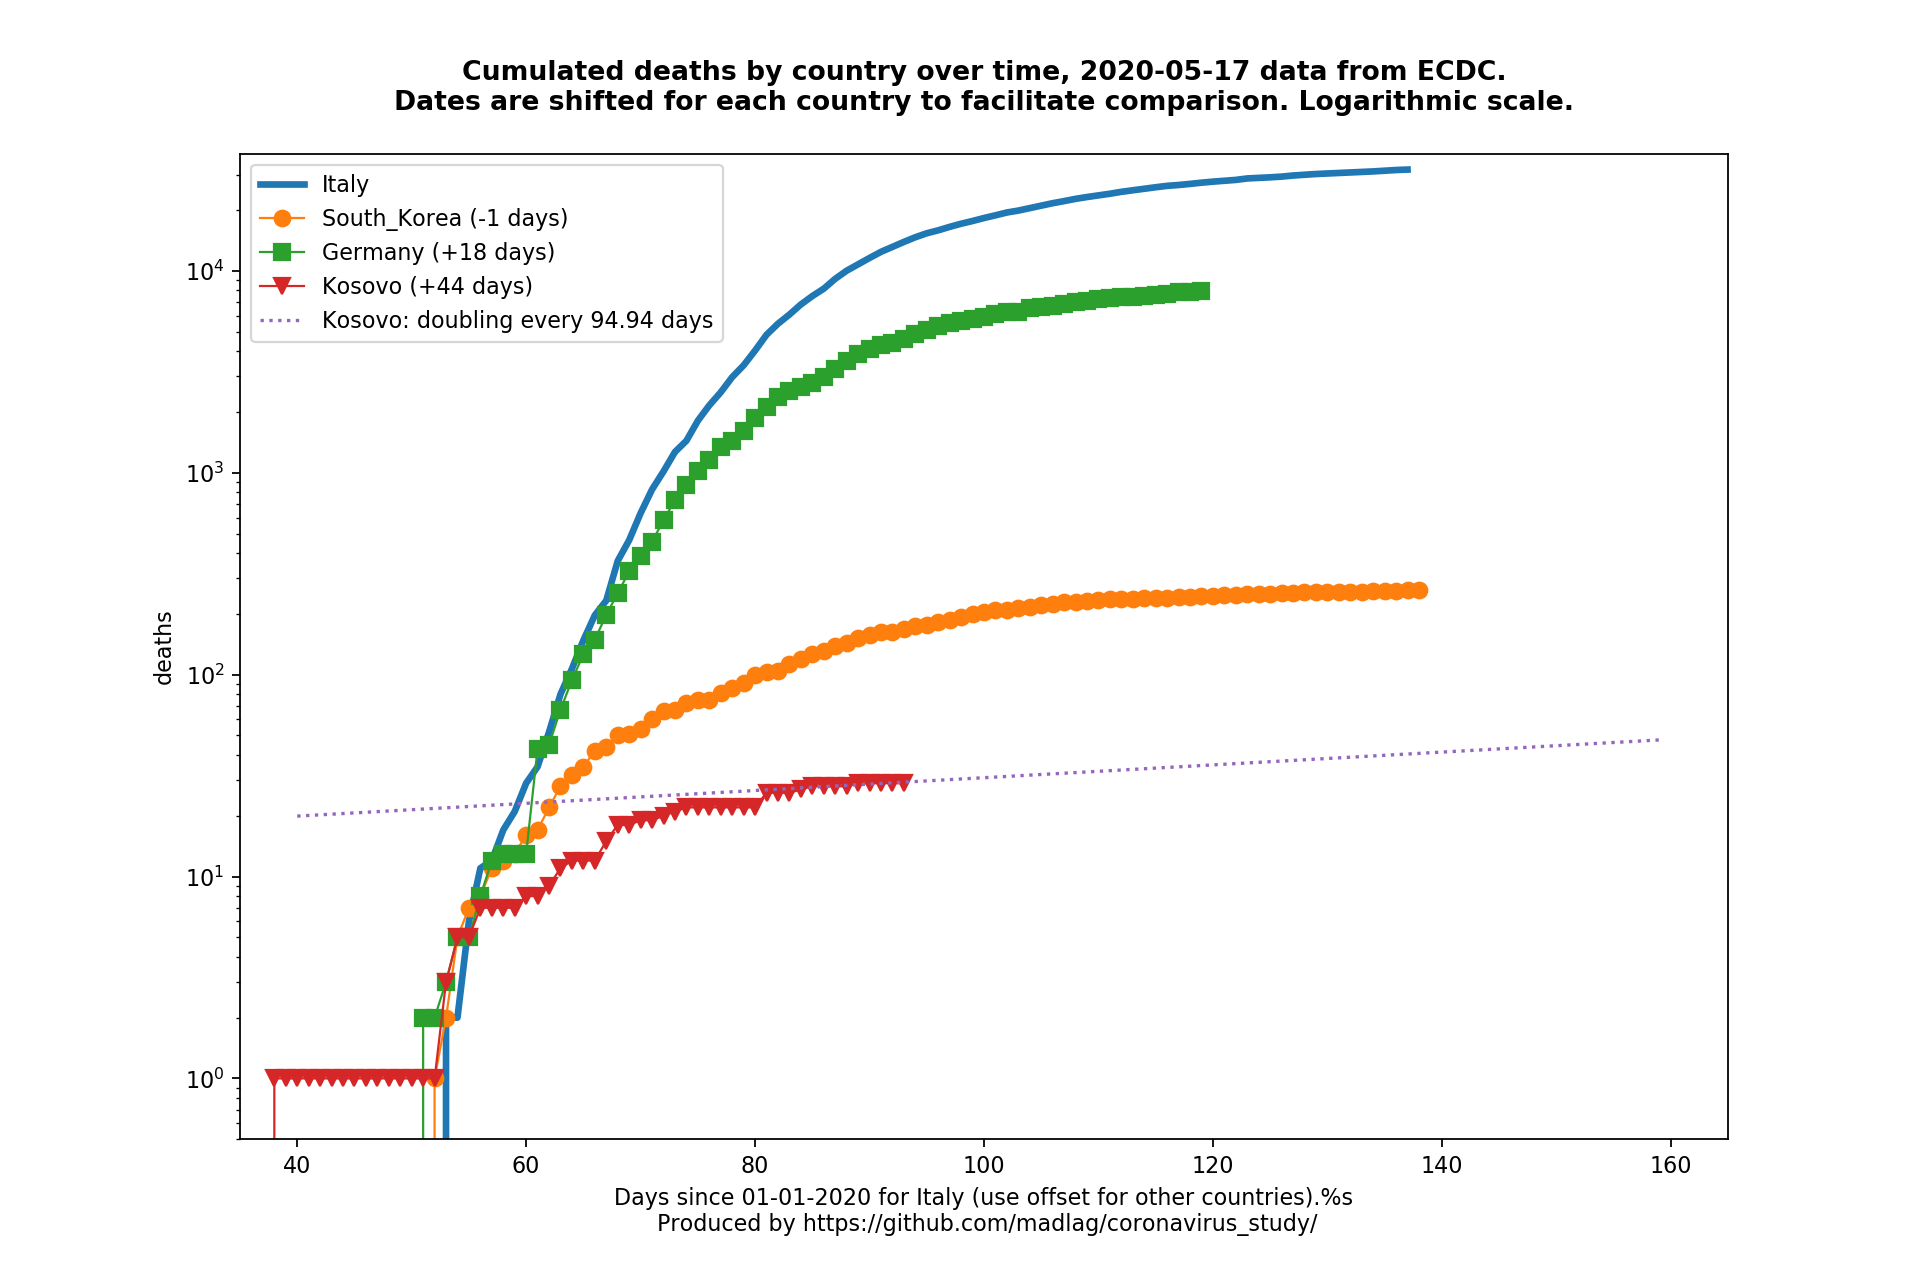 Cumulated deaths by country over time, 2020-05-17 data from ECDC.
Dates are shifted for each country to facilitate comparison. Logarithmic scale.
Italy
South_Korea (-1 days)
Germany (+18 days)
Kosovo (+44 days)
Kosovo: doubling every 94.94 days
deaths
10⁴
10³
10²
10¹
10⁰
40 60 80 100 120 140 160
Days since 01-01-2020 for Italy (use offset for other countries).%s
Produced by https://github.com/madlag/coronavirus_study/